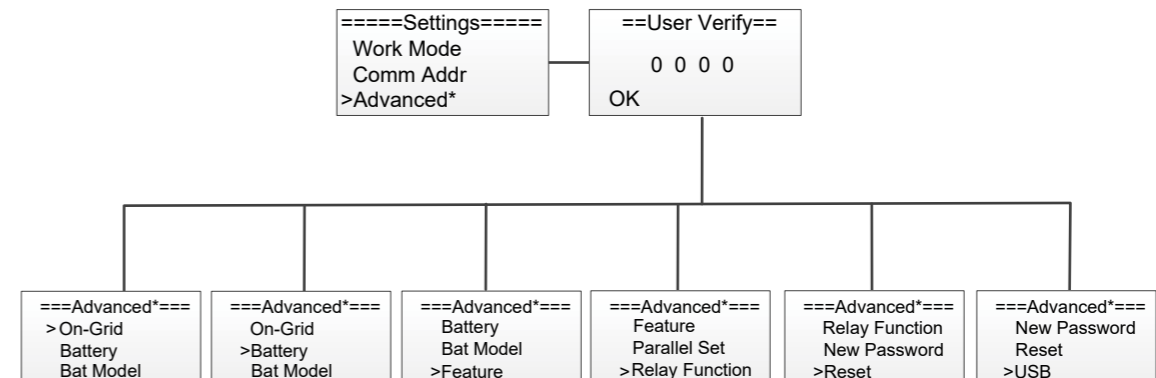 =====Settings=====
Work Mode
Comm Addr
>Advanced*
==User Verify==
0 0 0 0
OK
===Advanced*===
>On-Grid
Battery
Bat Model
===Advanced*===
On-Grid
>Battery
Bat Model
===Advanced*===
Battery
Bat Model
>Feature
===Advanced*===
Feature
Parallel Set
>Relay Function
===Advanced*===
Relay Function
New Password
>Reset
===Advanced*===
New Password
Reset
>USB